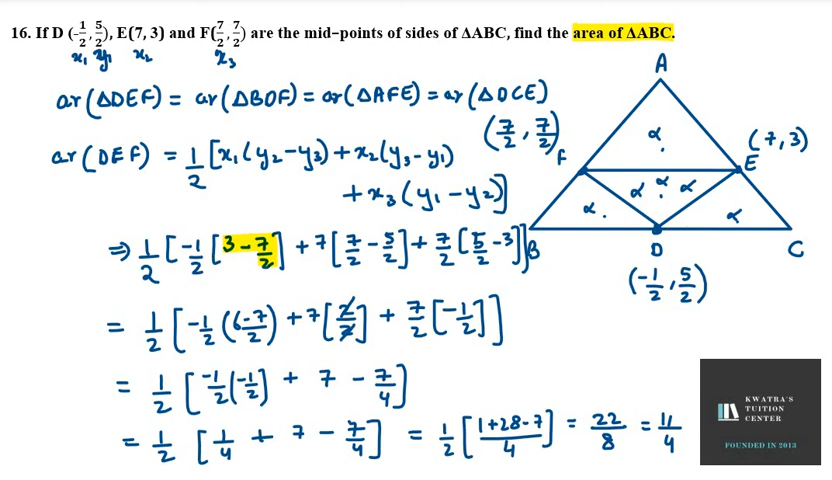 16. If D (-1/2, 5/2), E(7, 3) and F(7/2, 7/2) are the mid-points of sides of ΔABC, find the area of ΔABC.
x₁ y₁ x₂ x₃
ar(ΔDEF) = ar(ΔBOF) = ar(ΔAFE) = ar(ΔDCE)
ar(DEF) = 1/2 [x₁(y₂-y₃) + x₂(y₃-y₁)
+ x₃(y₁-y₂)]
⇒ 1/2 [-1/2 [3 - 7/2] + 7[7/2 - 5/2] + 7/2 [5/2 - 3]]
= 1/2 [-1/2 (6-7/2) + 7[2/2] + 7/2 [-1/2]]
= 1/2 [-1/2 (-1/2] + 7 - 7/4]
= 1/2 [1/4 + 7 - 7/4] = 1/2 [1+28-7/4] = 22/8 = 11/4
A
(7/2, 7/2)
F
α
(7, 3)
E
α α α
α
α
B
D
C
(-1/2, 5/2)
KWATRA'S
TUITION
CENTER
FOUNDED IN 2013